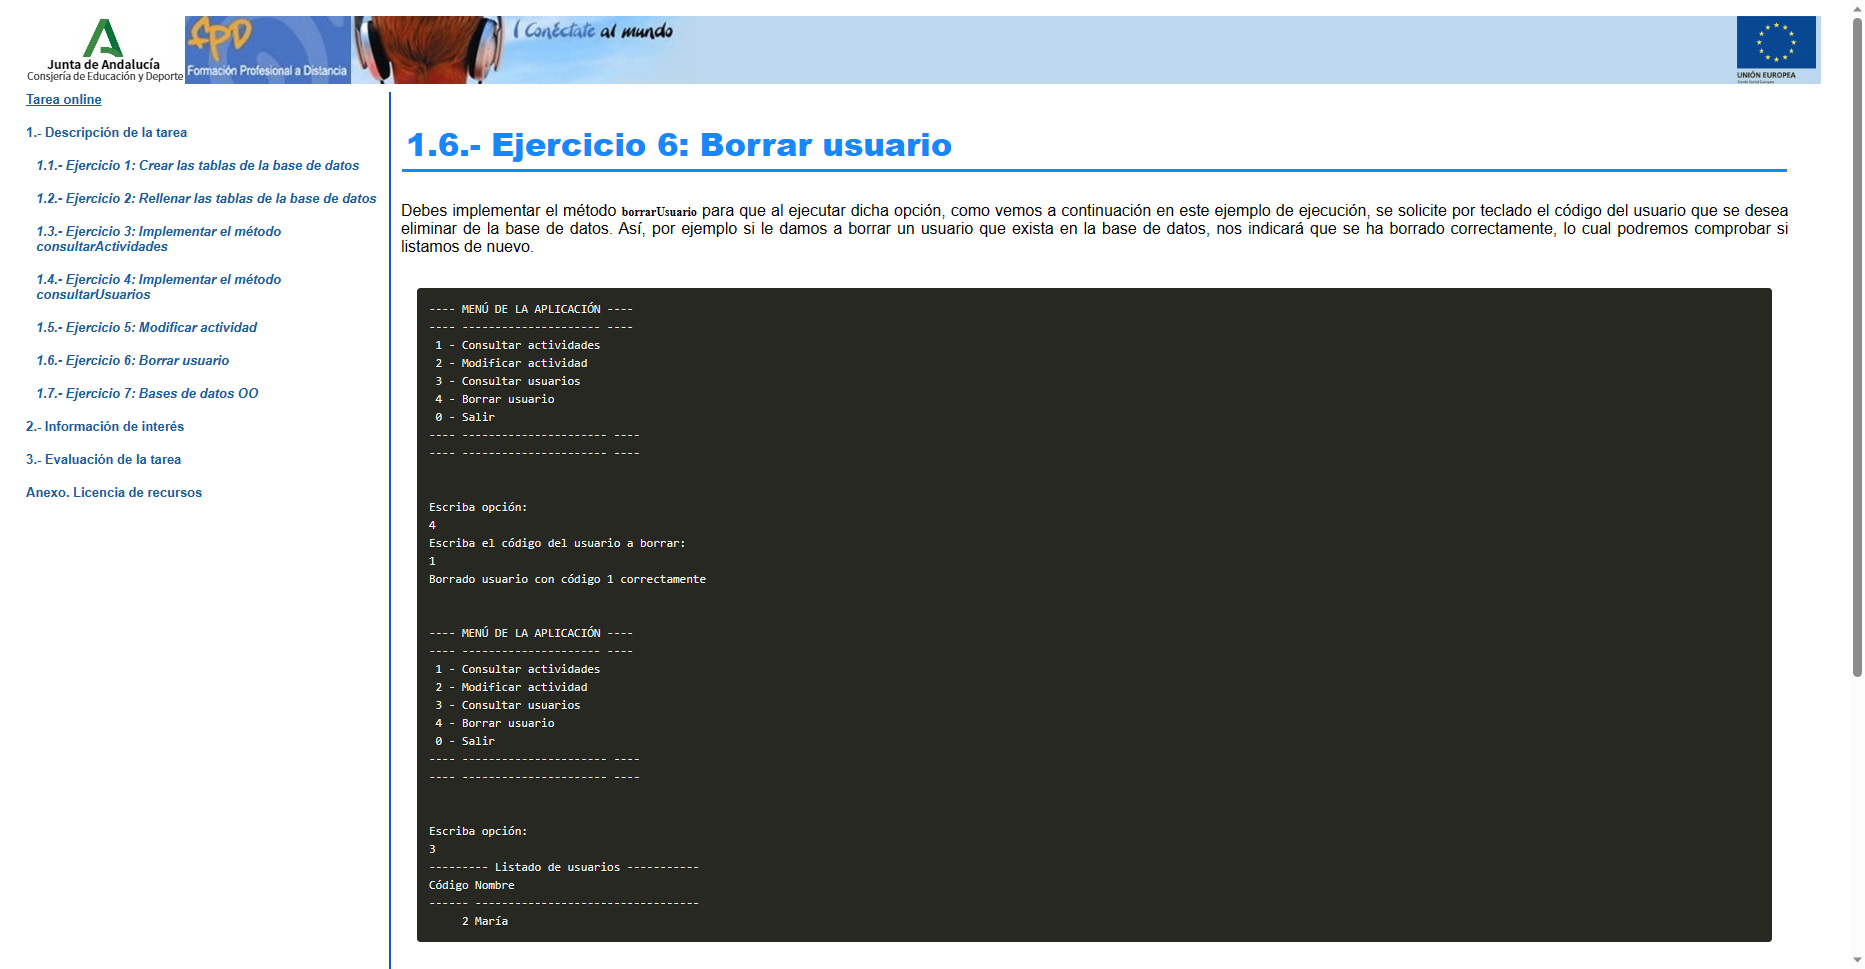 Junta de Andalucía
Consejería de Educación y Deporte
fpD
Formación Profesional a Distancia
Conéctate al mundo
UNIÓN EUROPEA
Fondo Social Europeo
Tarea online
1.- Descripción de la tarea
1.1.- Ejercicio 1: Crear las tablas de la base de datos
1.2.- Ejercicio 2: Rellenar las tablas de la base de datos
1.3.- Ejercicio 3: Implementar el método
consultarActividades
1.4.- Ejercicio 4: Implementar el método
consultarUsuarios
1.5.- Ejercicio 5: Modificar actividad
1.6.- Ejercicio 6: Borrar usuario
1.7.- Ejercicio 7: Bases de datos OO
2.- Información de interés
3.- Evaluación de la tarea
Anexo. Licencia de recursos
1.6.- Ejercicio 6: Borrar usuario
Debes implementar el método borrarUsuario para que al ejecutar dicha opción, como vemos a continuación en este ejemplo de ejecución, se solicite por teclado el código del usuario que se desea
eliminar de la base de datos. Así, por ejemplo si le damos a borrar un usuario que exista en la base de datos, nos indicará que se ha borrado correctamente, lo cual podremos comprobar si
listamos de nuevo.
---- MENÚ DE LA APLICACIÓN ----
---- --------------------- ----
1 - Consultar actividades
2 - Modificar actividad
3 - Consultar usuarios
4 - Borrar usuario
0 - Salir
---- ---------------------- ----
---- ---------------------- ----
Escriba opción:
4
Escriba el código del usuario a borrar:
1
Borrado usuario con código 1 correctamente
---- MENÚ DE LA APLICACIÓN ----
---- --------------------- ----
1 - Consultar actividades
2 - Modificar actividad
3 - Consultar usuarios
4 - Borrar usuario
0 - Salir
---- ---------------------- ----
---- ---------------------- ----
Escriba opción:
3
--------- Listado de usuarios -----------
Código Nombre
------ ----------------------------------
2 María